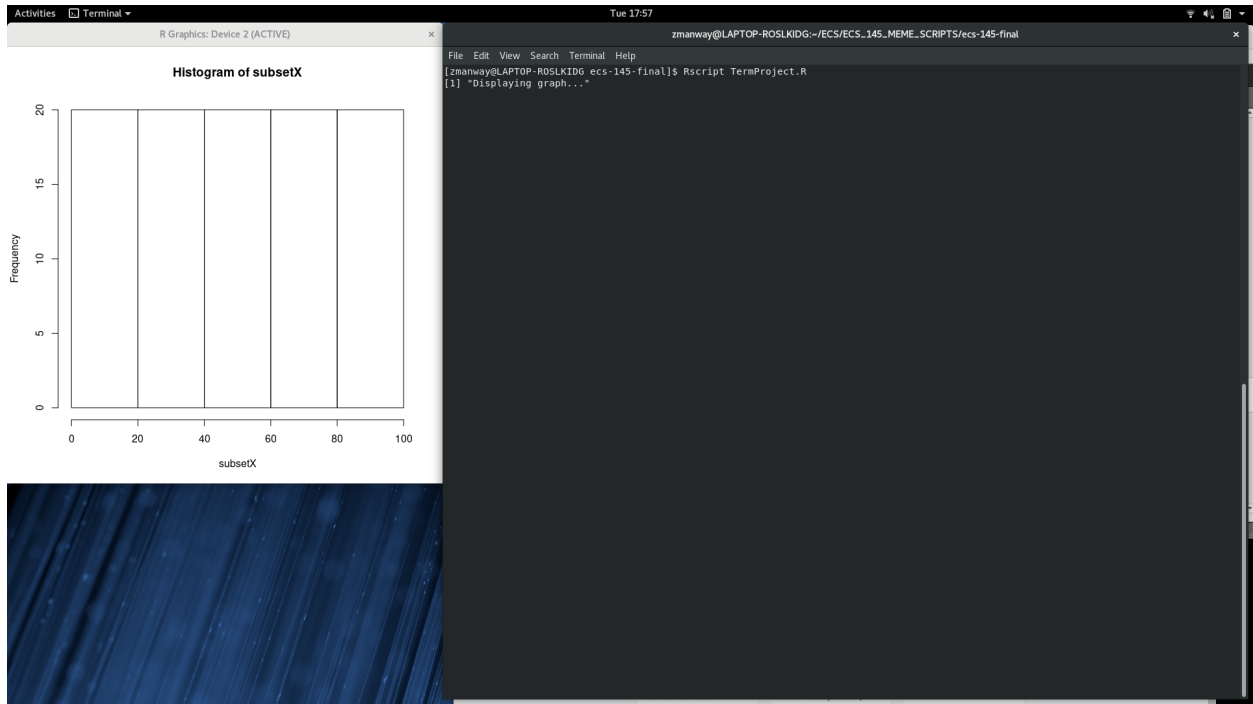 Activities Terminal Tue 17:57
R Graphics: Device 2 (ACTIVE) ×
Histogram of subsetX
20
15
10
5
0
Frequency
0 20 40 60 80 100
subsetX
zmanway@LAPTOP-ROSLKIDG:~/ECS/ECS_145_MEME_SCRIPTS/ecs-145-final ×
File Edit View Search Terminal Help
[zmanway@LAPTOP-ROSLKIDG ecs-145-final]$ Rscript TermProject.R
[1] "Displaying graph..."